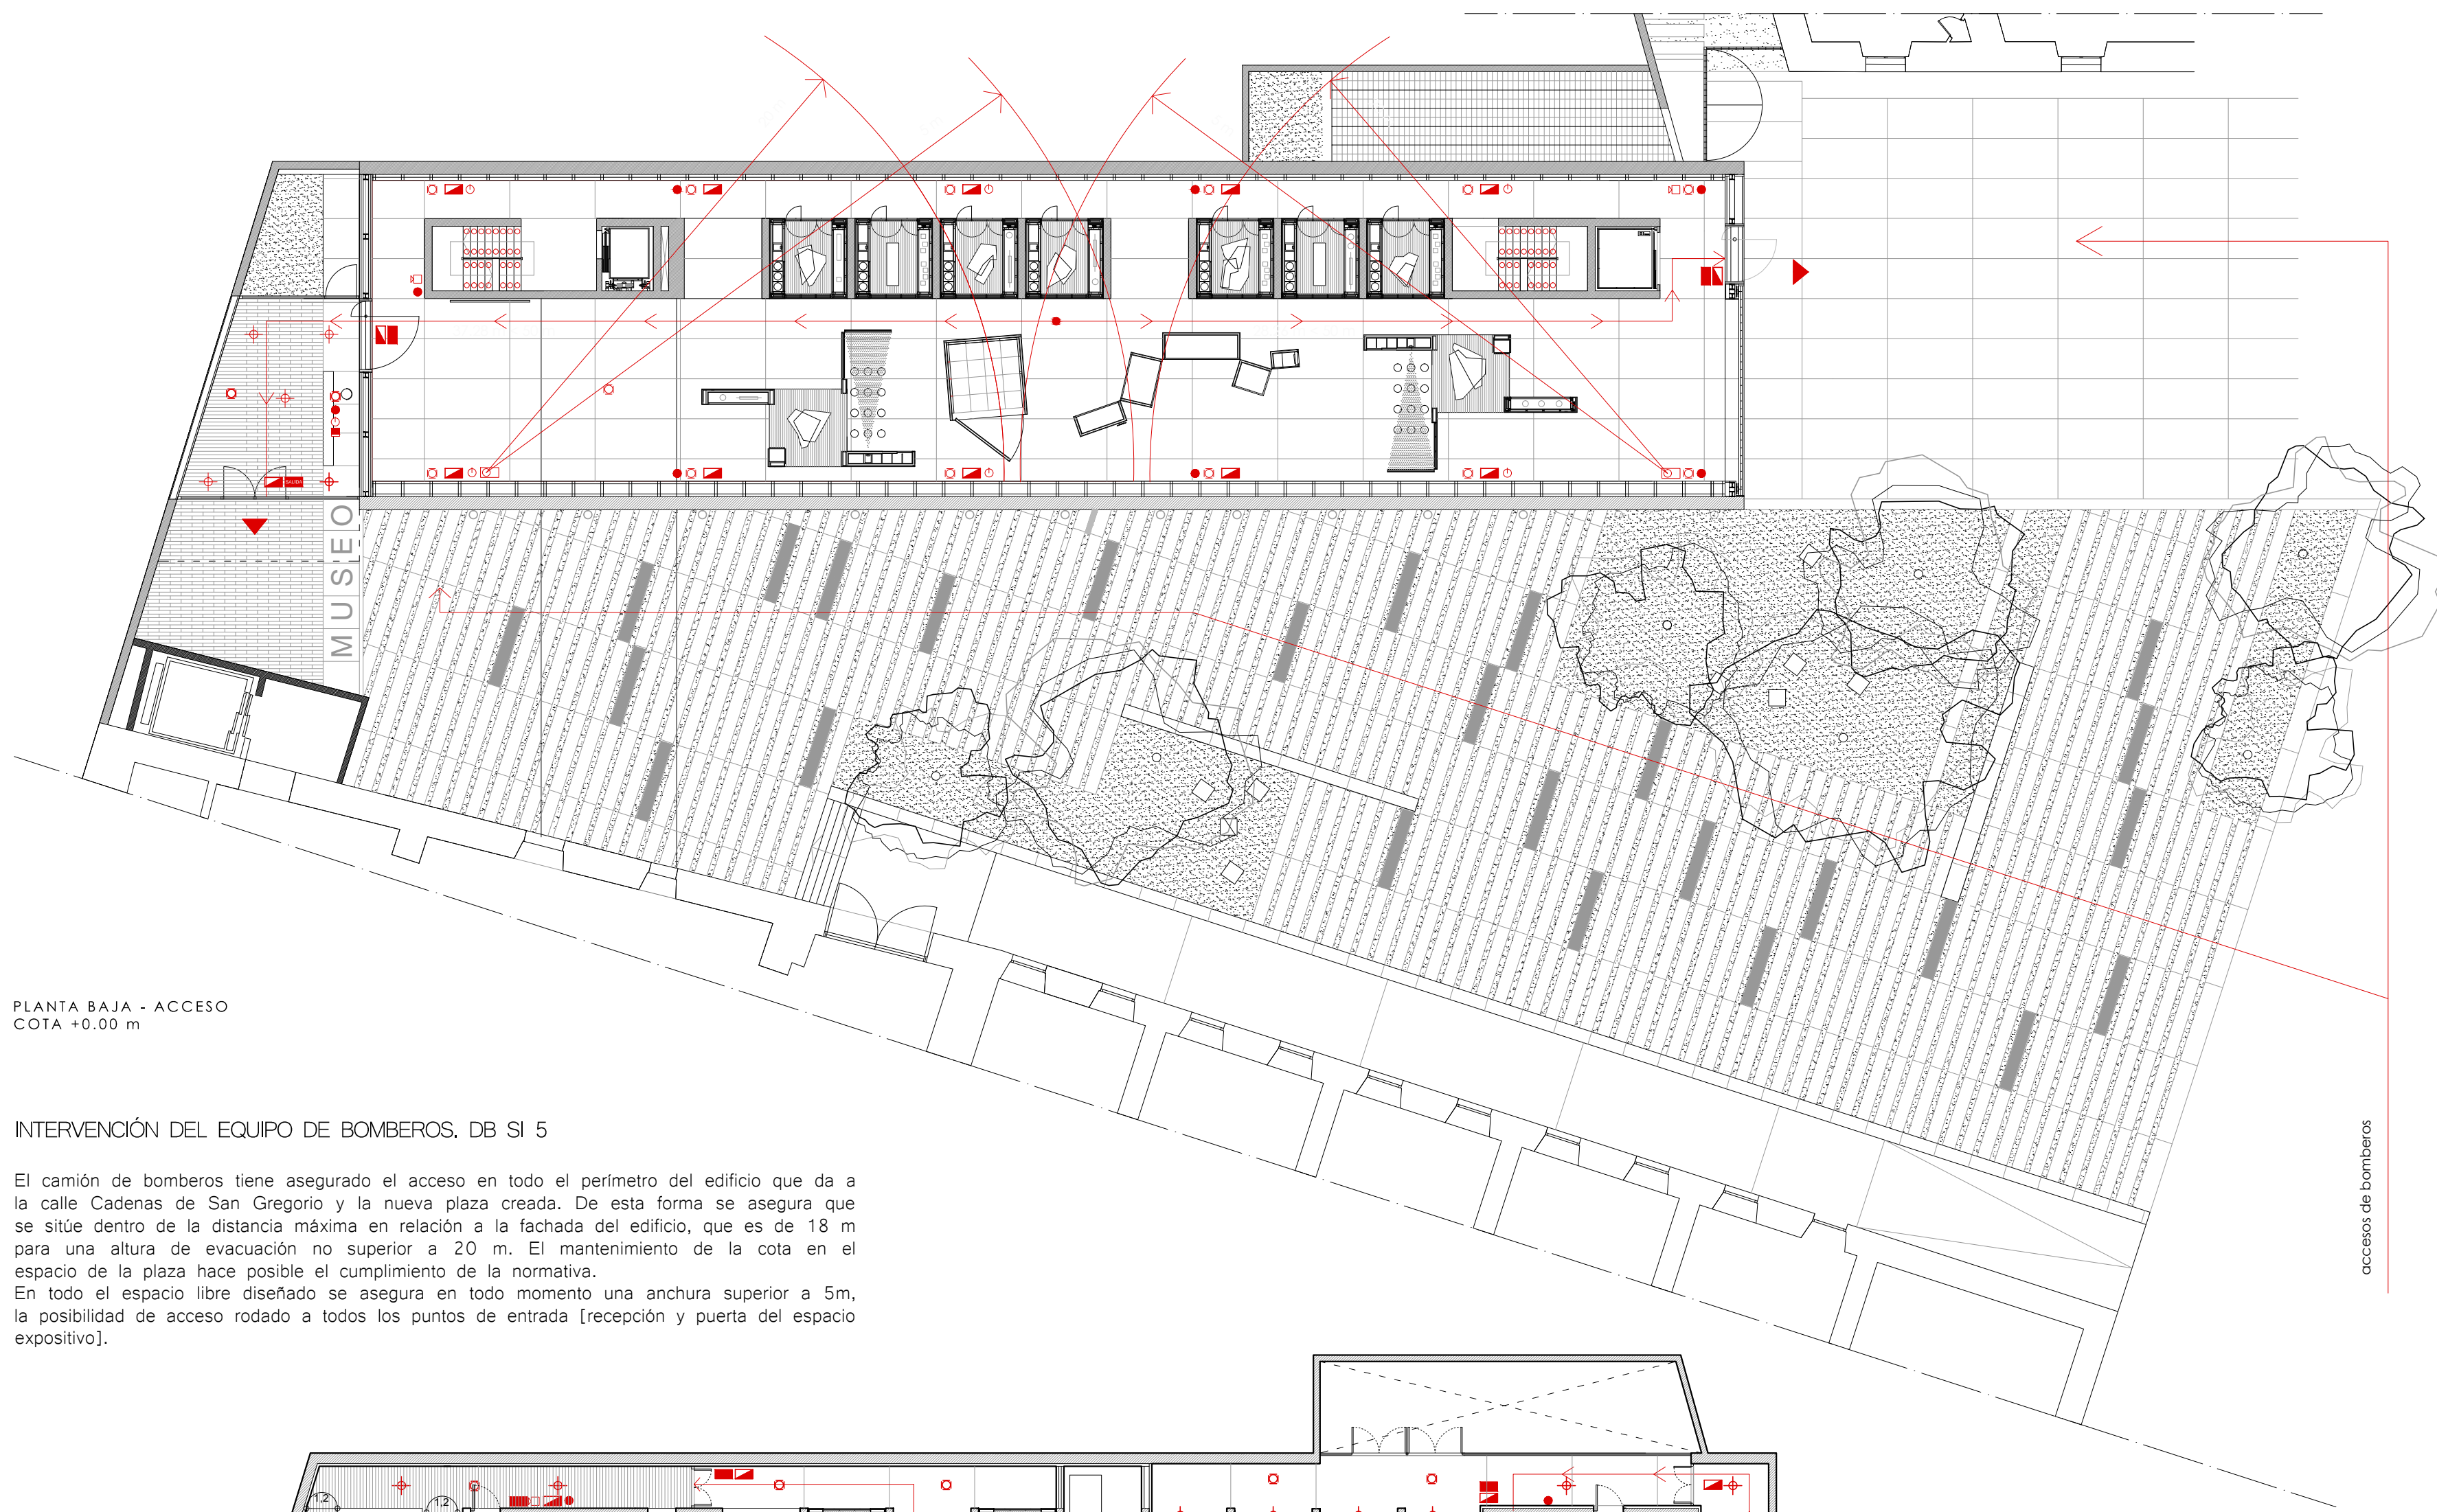 SALIDA
MUSEO
PLANTA BAJA - ACCESO
COTA +0.00 m
INTERVENCIÓN DEL EQUIPO DE BOMBEROS. DB SI 5
El camión de bomberos tiene asegurado el acceso en todo el perímetro del edificio que da a
la calle Cadenas de San Gregorio y la nueva plaza creada. De esta forma se asegura que
se sitúe dentro de la distancia máxima en relación a la fachada del edificio, que es de 18 m
para una altura de evacuación no superior a 20 m. El mantenimiento de la cota en el
espacio de la plaza hace posible el cumplimiento de la normativa.
En todo el espacio libre diseñado se asegura en todo momento una anchura superior a 5m,
la posibilidad de acceso rodado a todos los puntos de entrada [recepción y puerta del espacio
expositivo].
accesos de bomberos
1,2
1,2